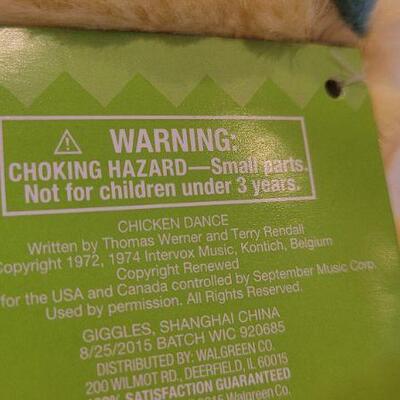 WARNING:
CHOKING HAZARD—Small parts.
Not for children under 3 years.
CHICKEN DANCE
Written by Thomas Werner and Terry Rendall
Copyright 1972, 1974 Intervox Music, Kontich, Belgium
Copyright Renewed
for the USA and Canada controlled by September Music Corp.
Used by permission. All Rights Reserved.
GIGGLES, SHANGHAI CHINA
8/25/2015 BATCH WIC 920685
DISTRIBUTED BY: WALGREEN CO.
200 WILMOT RD., DEERFIELD, IL 60015
100% SATISFACTION GUARANTEED
2015 Walgreen Co.